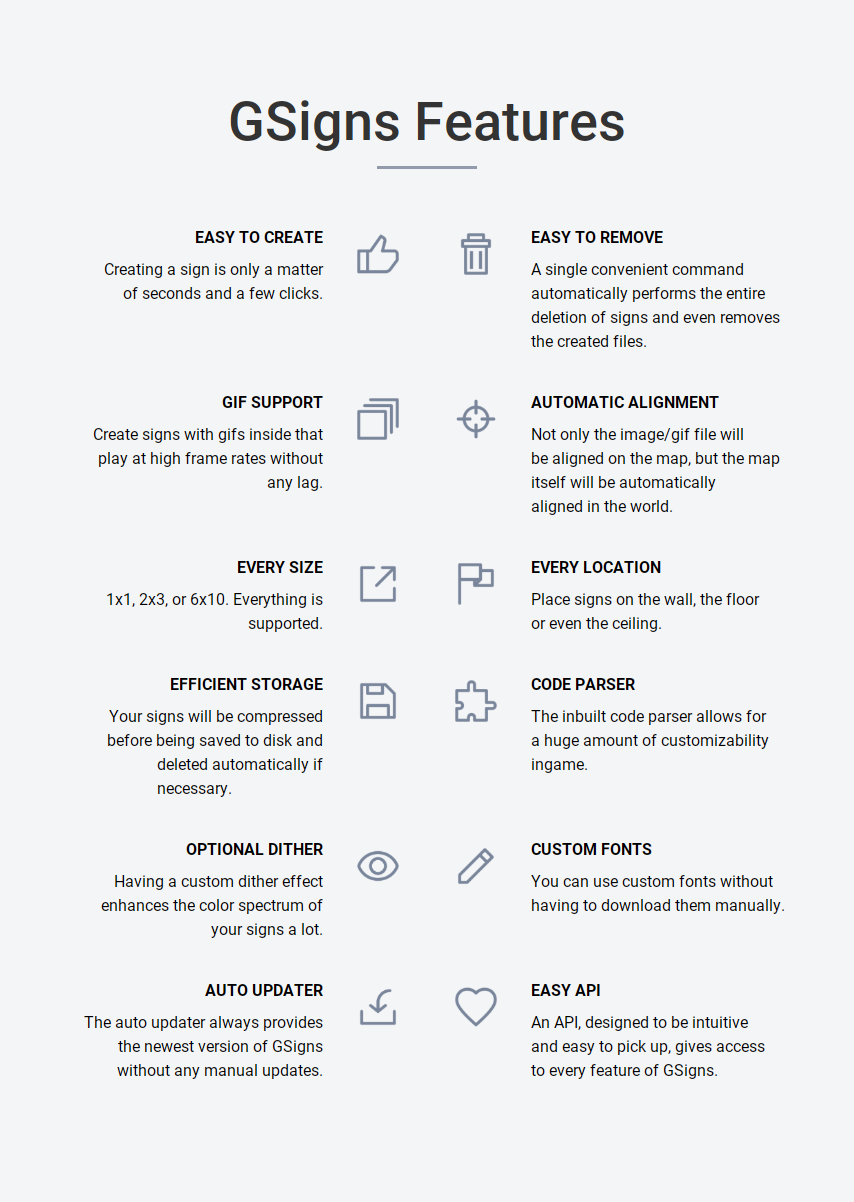 GSigns Features
EASY TO CREATE
Creating a sign is only a matter
of seconds and a few clicks.
EASY TO REMOVE
A single convenient command
automatically performs the entire
deletion of signs and even removes
the created files.
GIF SUPPORT
Create signs with gifs inside that
play at high frame rates without
any lag.
AUTOMATIC ALIGNMENT
Not only the image/gif file will
be aligned on the map, but the map
itself will be automatically
aligned in the world.
EVERY SIZE
1x1, 2x3, or 6x10. Everything is
supported.
EVERY LOCATION
Place signs on the wall, the floor
or even the ceiling.
EFFICIENT STORAGE
Your signs will be compressed
before being saved to disk and
deleted automatically if
necessary.
CODE PARSER
The inbuilt code parser allows for
a huge amount of customizability
ingame.
OPTIONAL DITHER
Having a custom dither effect
enhances the color spectrum of
your signs a lot.
CUSTOM FONTS
You can use custom fonts without
having to download them manually.
AUTO UPDATER
The auto updater always provides
the newest version of GSigns
without any manual updates.
EASY API
An API, designed to be intuitive
and easy to pick up, gives access
to every feature of GSigns.